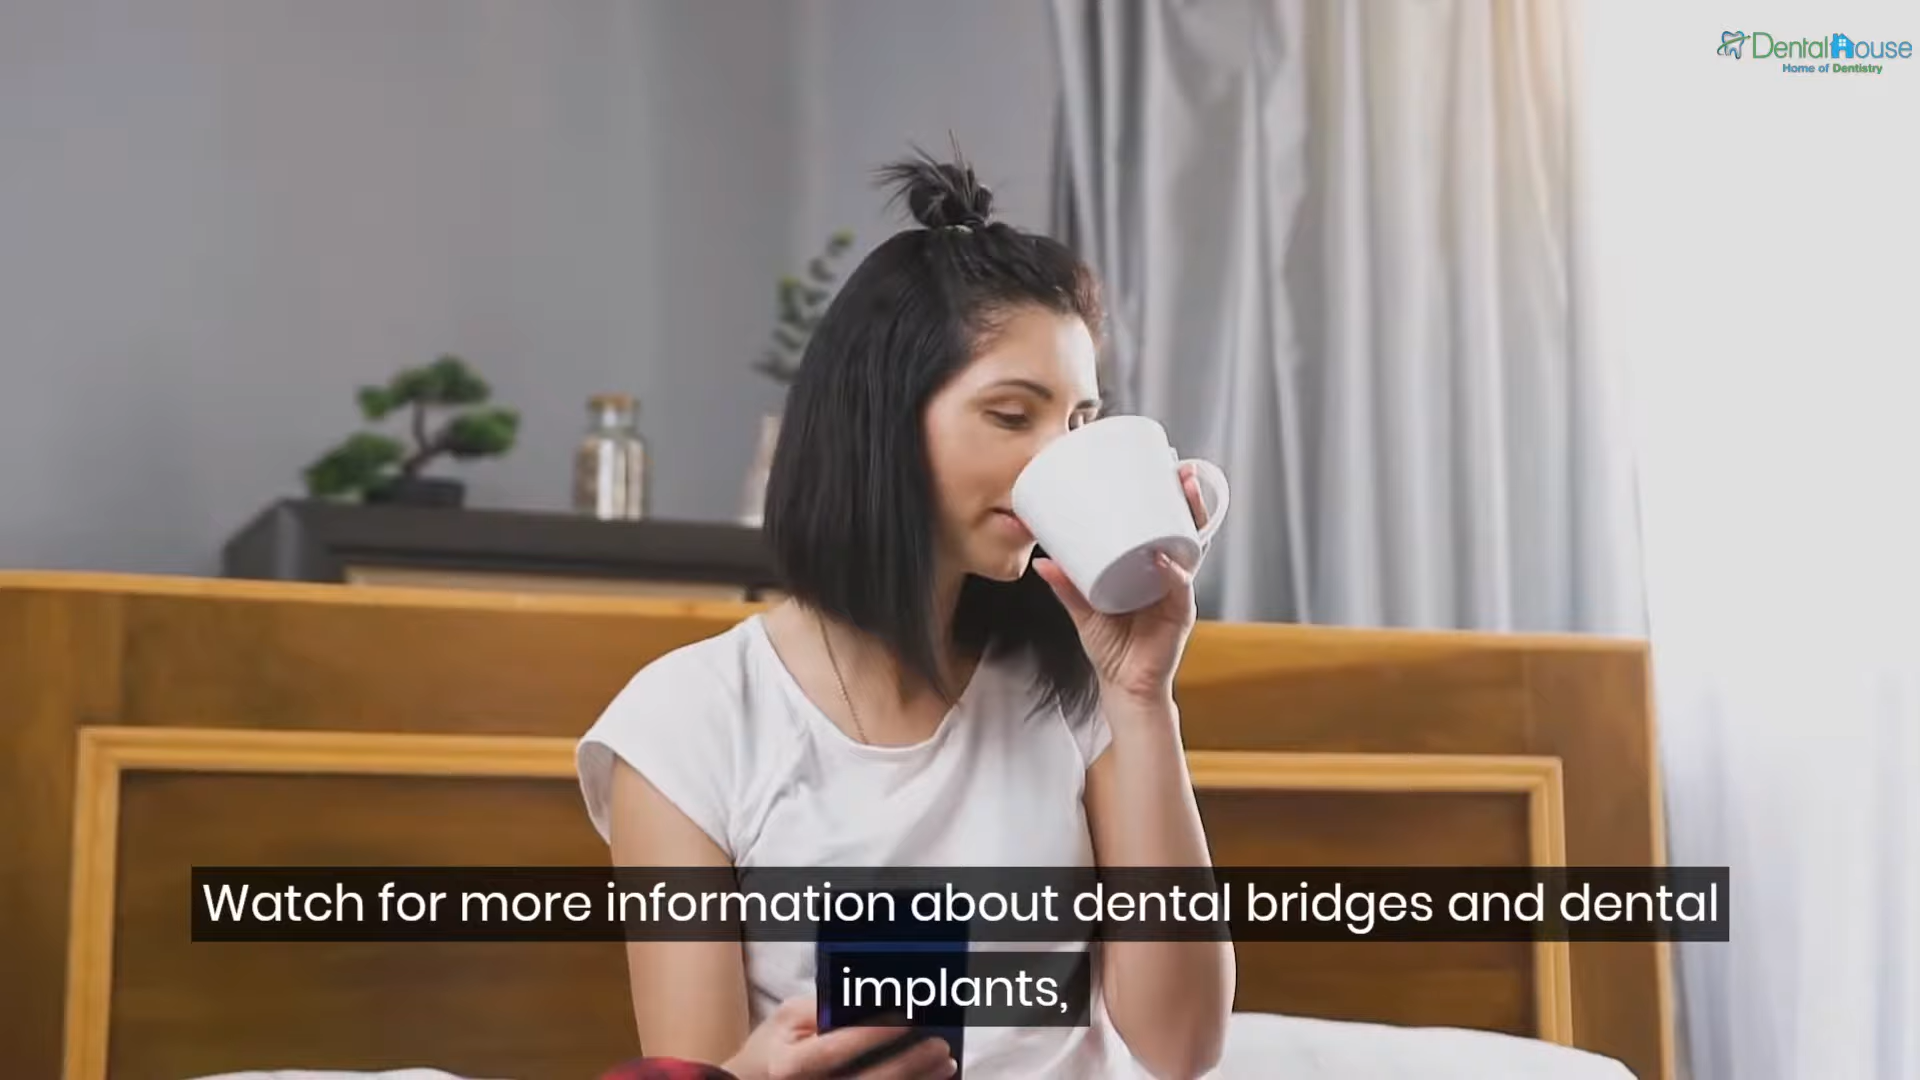 DentalHouse
Home of Dentistry
Watch for more information about dental bridges and dental
implants,